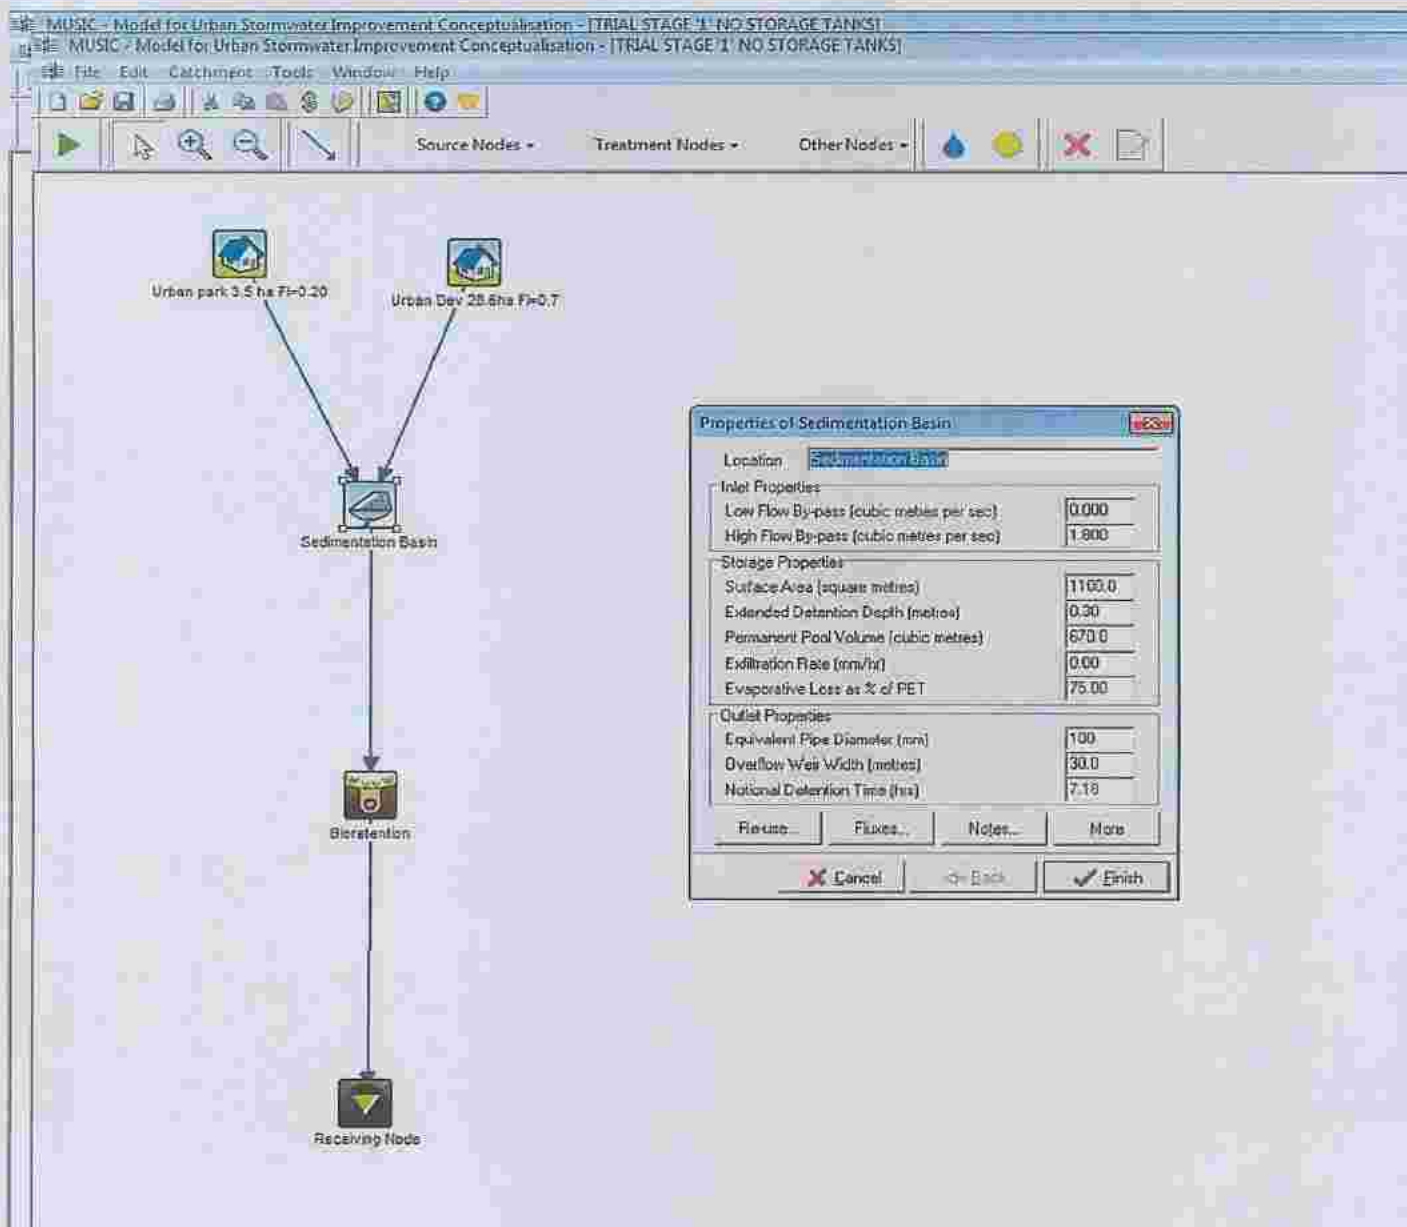 MUSIC - Model for Urban Stormwater Improvement Conceptualisation - [TRIAL STAGE '1' NO STORAGE TANKS]
MUSIC - Model for Urban Stormwater Improvement Conceptualisation - [TRIAL STAGE '1' NO STORAGE TANKS]
File Edit Catchment Tools Window Help
Source Nodes Treatment Nodes Other Nodes
Urban park 3.5 ha Fi=0.20
Urban Dev 28.6ha Fi=0.7
Sedimentation Basin
Bioretention
Receiving Node
Properties of Sedimentation Basin
Location Sedimentation Basin
Inlet Properties
Low Flow By-pass (cubic metres per sec) 0.000
High Flow By-pass (cubic metres per sec) 1.800
Storage Properties
Surface Area (square metres) 1100.0
Extended Detention Depth (metres) 0.30
Permanent Pool Volume (cubic metres) 670.0
Exfiltration Rate (mm/hr) 0.00
Evaporative Loss as % of PET 75.00
Outlet Properties
Equivalent Pipe Diameter (mm) 100
Overflow Weir Width (metres) 30.0
Notional Detention Time (hrs) 7.18
Re-use... Fluxes... Notes... More
Cancel Back Finish